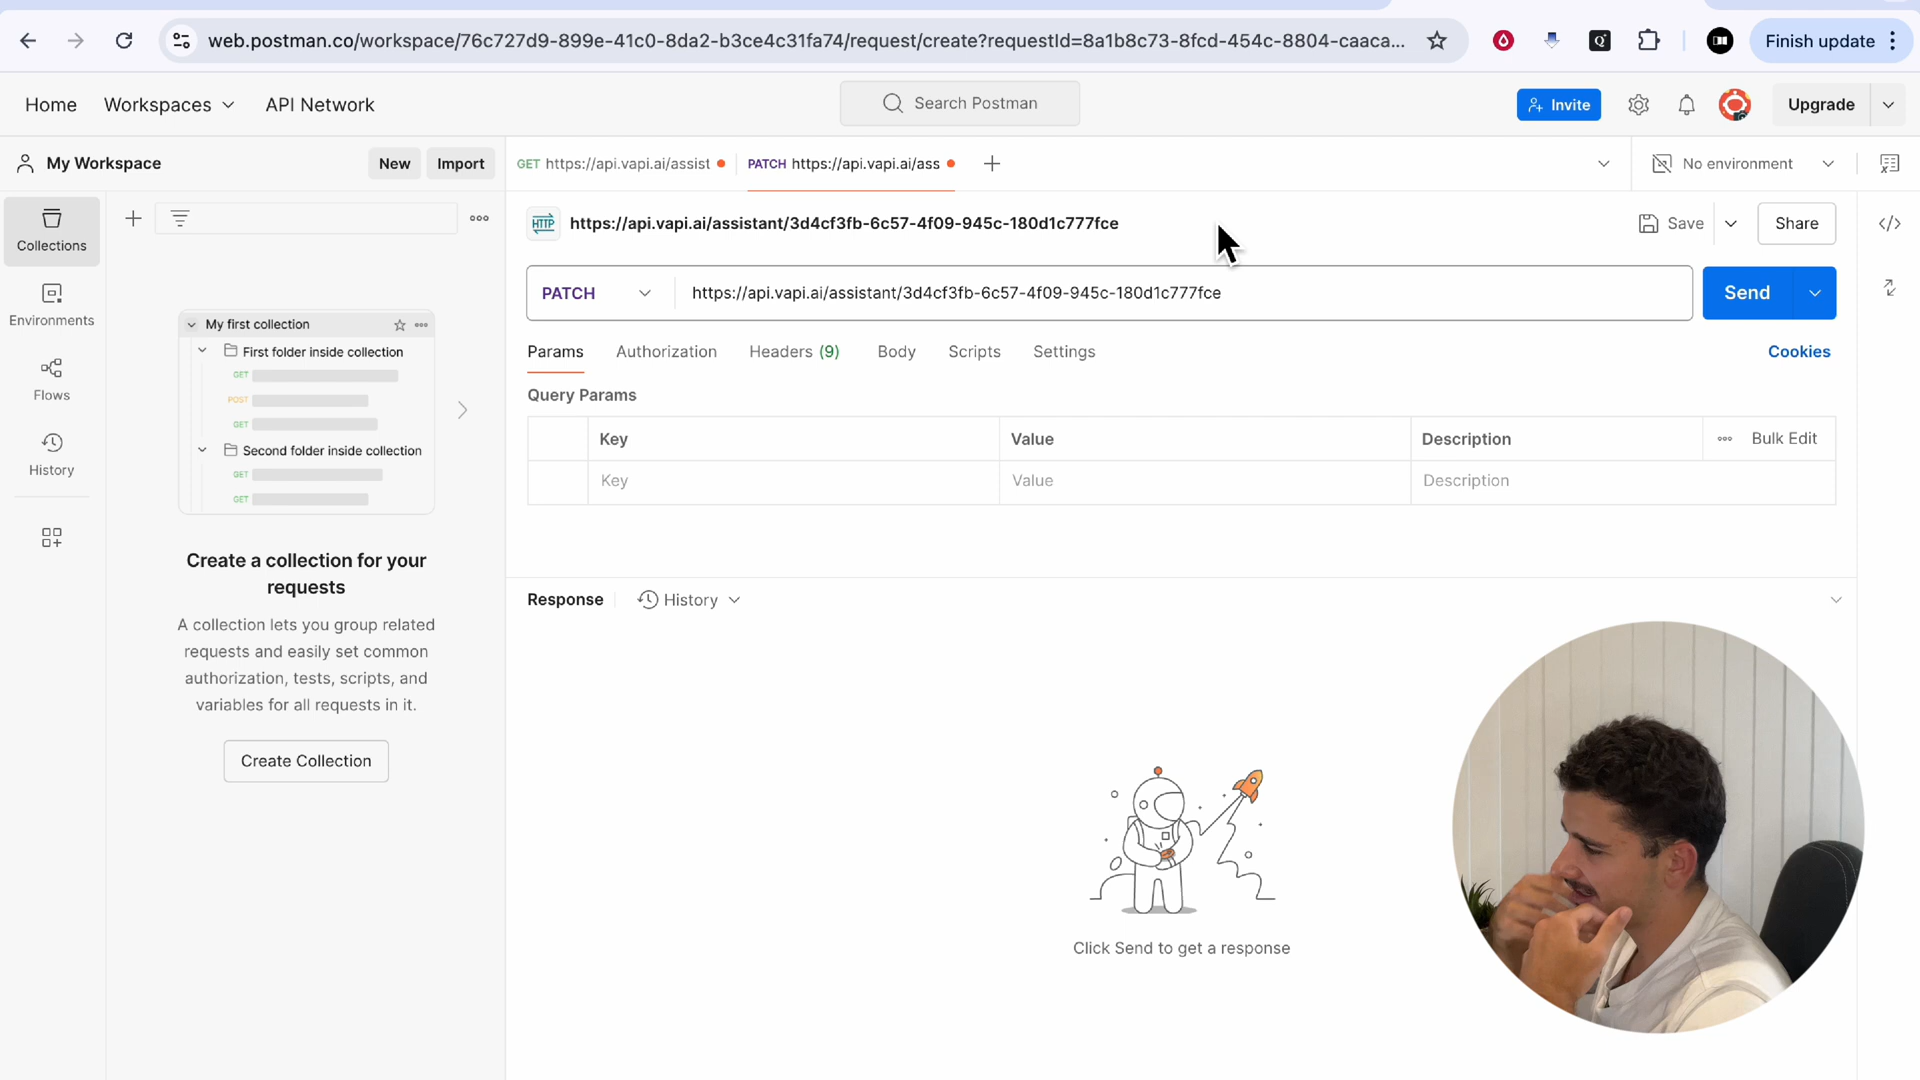 web.postman.co/workspace/76c727d9-899e-41c0-8da2-b3ce4c31fa74/request/create?requestId=8a1b8c73-8fcd-454c-8804-caaca...
Finish update
Home
Workspaces
API Network
Search Postman
Invite
Upgrade
My Workspace
New
Import
GET https://api.vapi.ai/assist
PATCH https://api.vapi.ai/ass
No environment
Collections
Environments
Flows
History
My first collection
First folder inside collection
GET
POST
GET
Second folder inside collection
GET
GET
Create a collection for your
requests
A collection lets you group related
requests and easily set common
authorization, tests, scripts, and
variables for all requests in it.
Create Collection
HTTP
https://api.vapi.ai/assistant/3d4cf3fb-6c57-4f09-945c-180d1c777fce
Save
Share
PATCH
https://api.vapi.ai/assistant/3d4cf3fb-6c57-4f09-945c-180d1c777fce
Send
Params
Authorization
Headers (9)
Body
Scripts
Settings
Cookies
Query Params
Key
Value
Description
Bulk Edit
Key
Value
Description
Response
History
Click Send to get a response